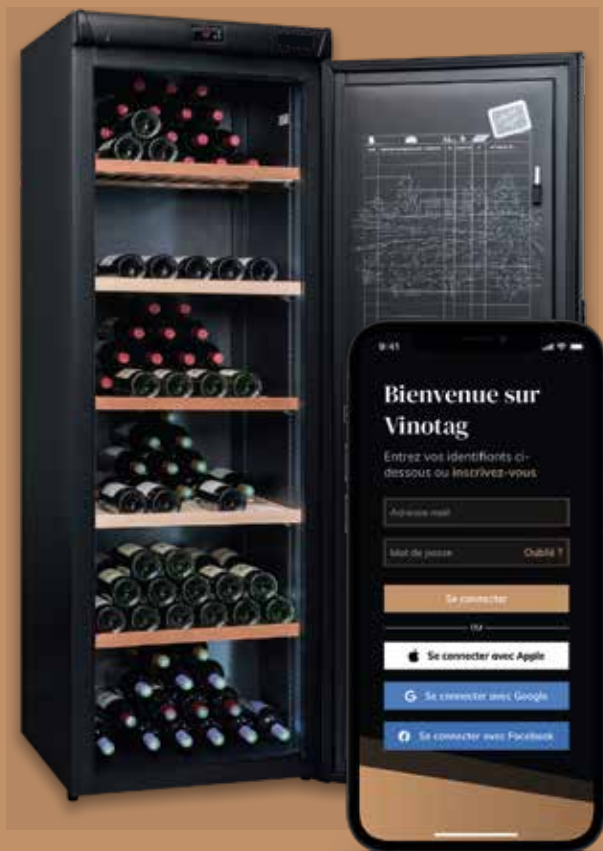 9:41
Bienvenue sur
Vinotag
Entrez vos identifiants ci-
dessous ou inscrivez-vous
Adresse mail
Mot de passe Oublié ?
Se connecter
ou
Se connecter avec Apple
Se connecter avec Google
Se connecter avec Facebook